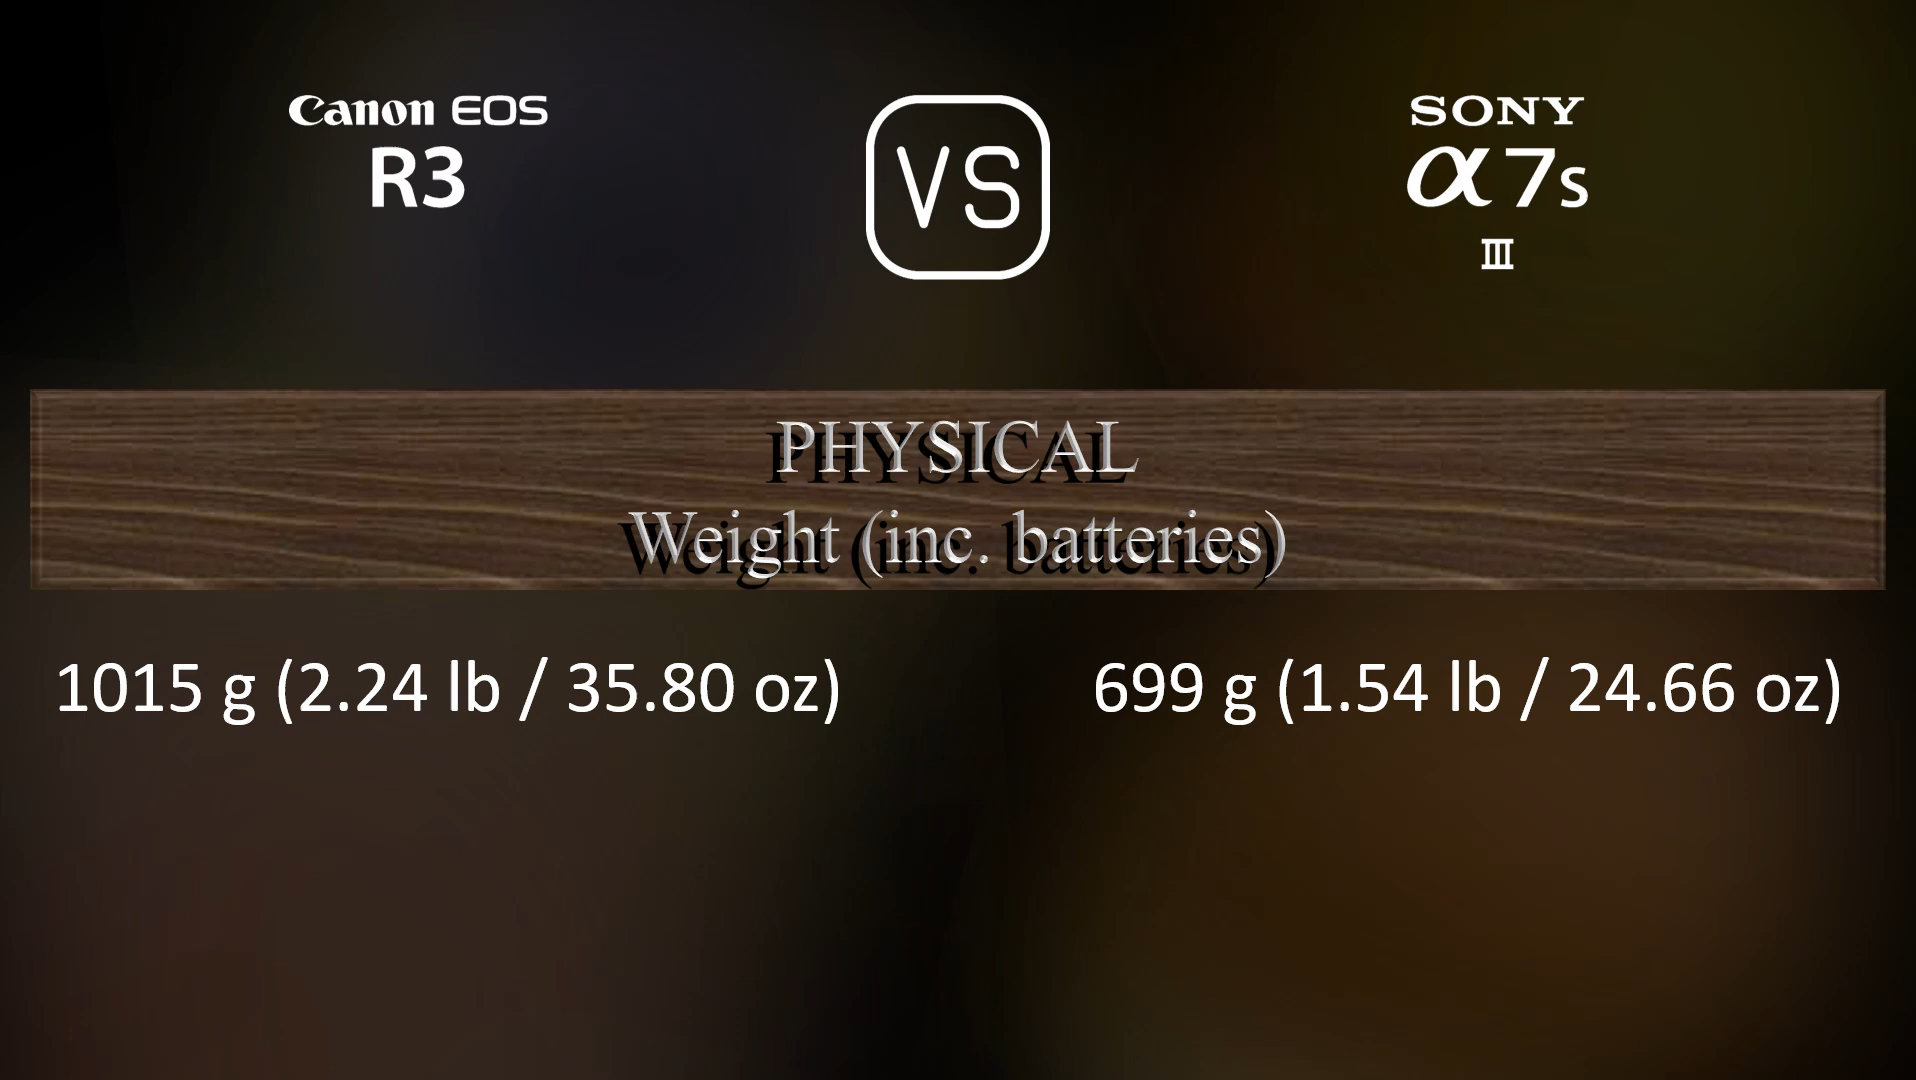 Canon EOS
R3
VS
SONY
α7s
III
PHYSICAL
Weight (inc. batteries)
1015 g (2.24 lb / 35.80 oz)
699 g (1.54 lb / 24.66 oz)